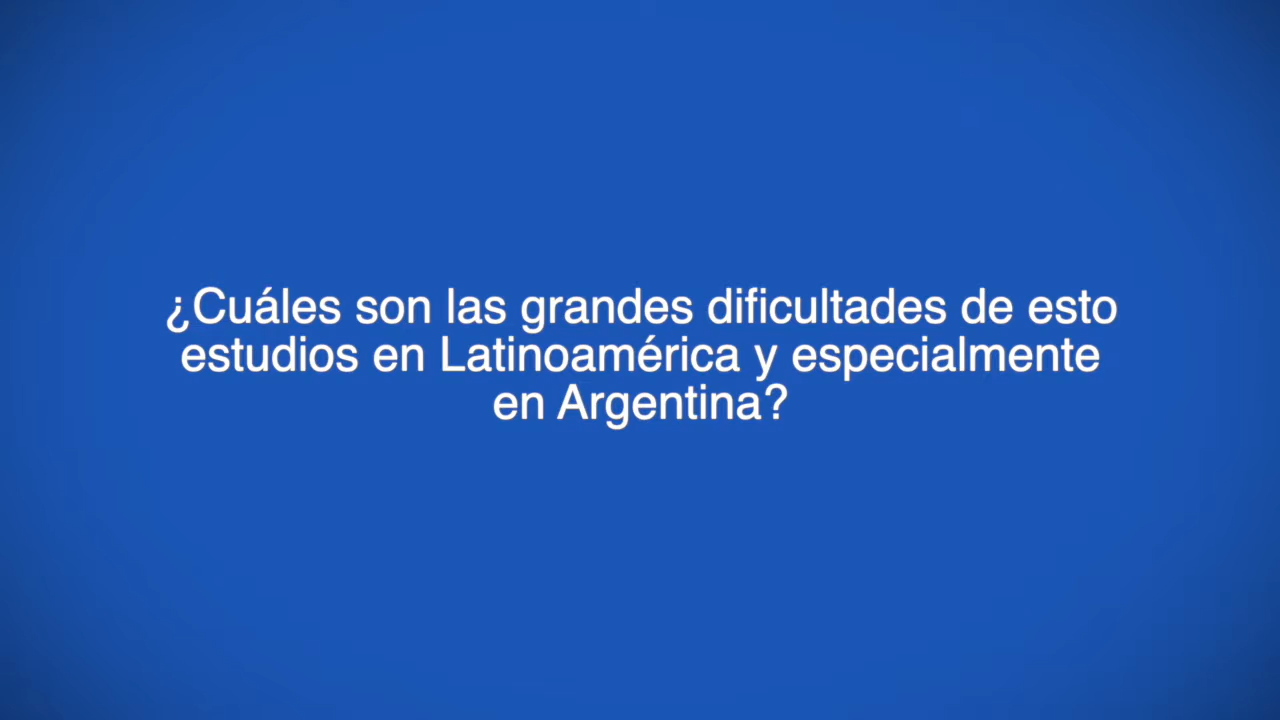 ¿Cuáles son las grandes dificultades de esto
estudios en Latinoamérica y especialmente
en Argentina?